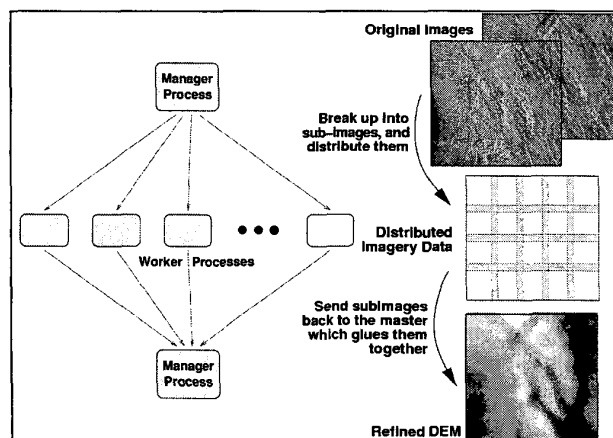 Original Images
Manager
Process
Break up into
sub-images, and
distribute them
Distributed
Imagery Data
Worker Processes
Send subimages
back to the master
which glues them
together
Manager
Process
Refined DEM